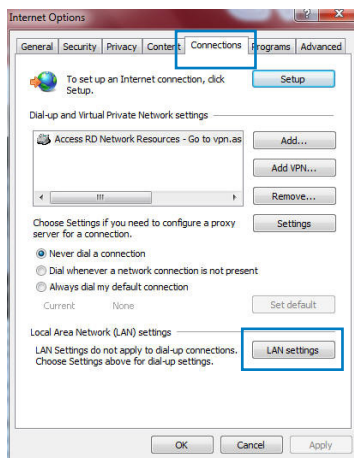 Internet Options
General Security Privacy Content Connections Programs Advanced
To set up an Internet connection, click
Setup.
Setup
Dial-up and Virtual Private Network settings
Access RD Network Resources - Go to vpn.as
Add...
Add VPN...
Remove...
Choose Settings if you need to configure a proxy
server for a connection.
Settings
Never dial a connection
Dial whenever a network connection is not present
Always dial my default connection
Current None
Set default
Local Area Network (LAN) settings
LAN Settings do not apply to dial-up connections.
Choose Settings above for dial-up settings.
LAN settings
OK Cancel Apply